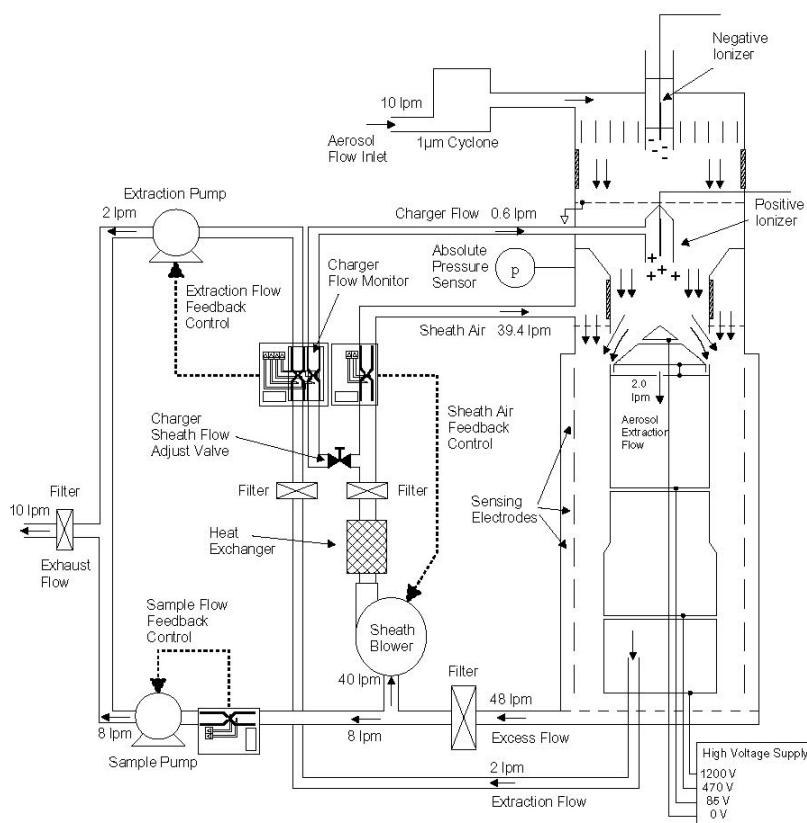 Negative
Ionizer
10 lpm
Aerosol
Flow Inlet
1µm Cyclone
Extraction Pump
2 lpm
Charger Flow
0.6 lpm
Positive
Ionizer
Absolute
Pressure
Sensor
p
Charger
Flow Monitor
Extraction Flow
Feedback
Control
Sheath Air
39.4 lpm
2.0
lpm
Aerosol
Extraction
Flow
Sheath Air
Feedback
Control
Charger
Sheath Flow
Adjust Valve
Filter
Filter
Sensing
Electrodes
Filter
10 lpm
Exhaust
Flow
Heat
Exchanger
Sample Flow
Feedback
Control
Sheath
Blower
40 lpm
Filter
48 lpm
Excess Flow
8 lpm
8 lpm
Sample Pump
2 lpm
Extraction Flow
High Voltage Supply
1200 V
470 V
85 V
0 V